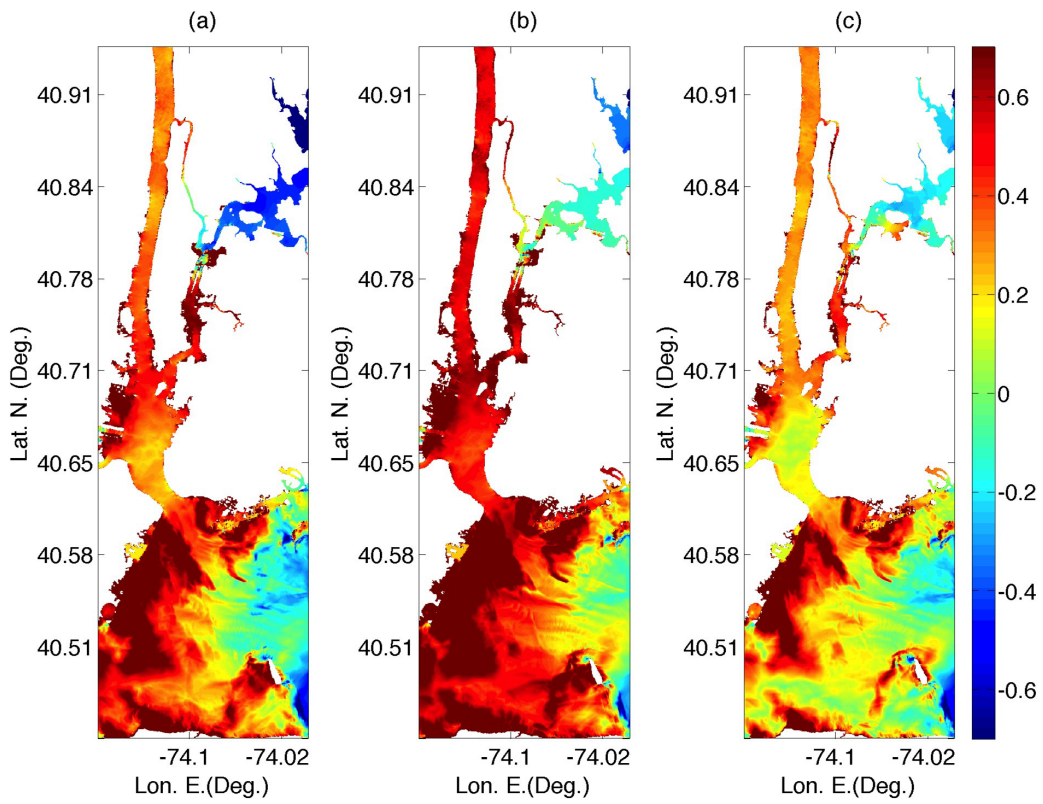 (a) (b) (c)
40.91 40.91 40.91 0.6
40.84 40.84 40.84 0.4
40.78 40.78 40.78 0.2
Lat. N. (Deg.) Lat. N. (Deg.) Lat. N. (Deg.)
40.71 40.71 40.71 0
40.65 40.65 40.65 -0.2
40.58 40.58 40.58 -0.4
40.51 40.51 40.51 -0.6
-74.1 -74.02 -74.1 -74.02 -74.1 -74.02
Lon. E.(Deg.) Lon. E.(Deg.) Lon. E.(Deg.)